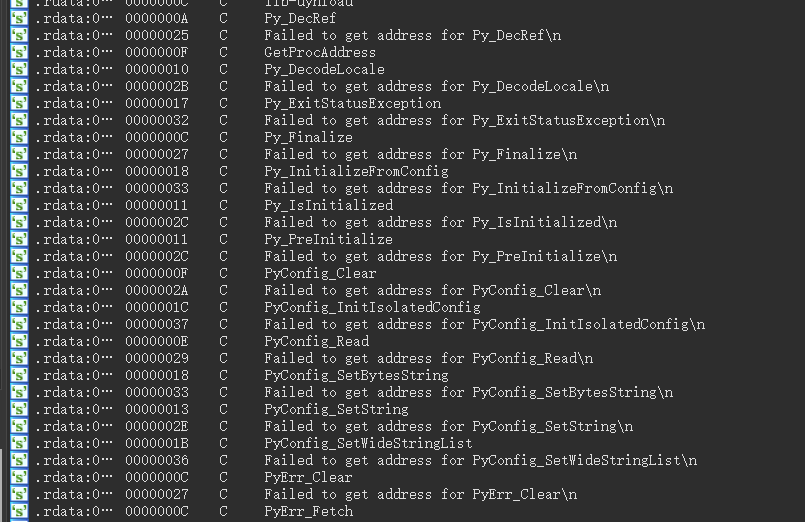 .rdata:0… 0000000C C lib-dynload
.rdata:0… 0000000A C Py_DecRef
.rdata:0… 00000025 C Failed to get address for Py_DecRef\n
.rdata:0… 0000000F C GetProcAddress
.rdata:0… 00000010 C Py_DecodeLocale
.rdata:0… 0000002B C Failed to get address for Py_DecodeLocale\n
.rdata:0… 00000017 C Py_ExitStatusException
.rdata:0… 00000032 C Failed to get address for Py_ExitStatusException\n
.rdata:0… 0000000C C Py_Finalize
.rdata:0… 00000027 C Failed to get address for Py_Finalize\n
.rdata:0… 00000018 C Py_InitializeFromConfig
.rdata:0… 00000033 C Failed to get address for Py_InitializeFromConfig\n
.rdata:0… 00000011 C Py_IsInitialized
.rdata:0… 0000002C C Failed to get address for Py_IsInitialized\n
.rdata:0… 00000011 C Py_PreInitialize
.rdata:0… 0000002C C Failed to get address for Py_PreInitialize\n
.rdata:0… 0000000F C PyConfig_Clear
.rdata:0… 0000002A C Failed to get address for PyConfig_Clear\n
.rdata:0… 0000001C C PyConfig_InitIsolatedConfig
.rdata:0… 00000037 C Failed to get address for PyConfig_InitIsolatedConfig\n
.rdata:0… 0000000E C PyConfig_Read
.rdata:0… 00000029 C Failed to get address for PyConfig_Read\n
.rdata:0… 00000018 C PyConfig_SetBytesString
.rdata:0… 00000033 C Failed to get address for PyConfig_SetBytesString\n
.rdata:0… 00000013 C PyConfig_SetString
.rdata:0… 0000002E C Failed to get address for PyConfig_SetString\n
.rdata:0… 0000001B C PyConfig_SetWideStringList
.rdata:0… 00000036 C Failed to get address for PyConfig_SetWideStringList\n
.rdata:0… 0000000C C PyErr_Clear
.rdata:0… 00000027 C Failed to get address for PyErr_Clear\n
.rdata:0… 0000000C C PyErr_Fetch